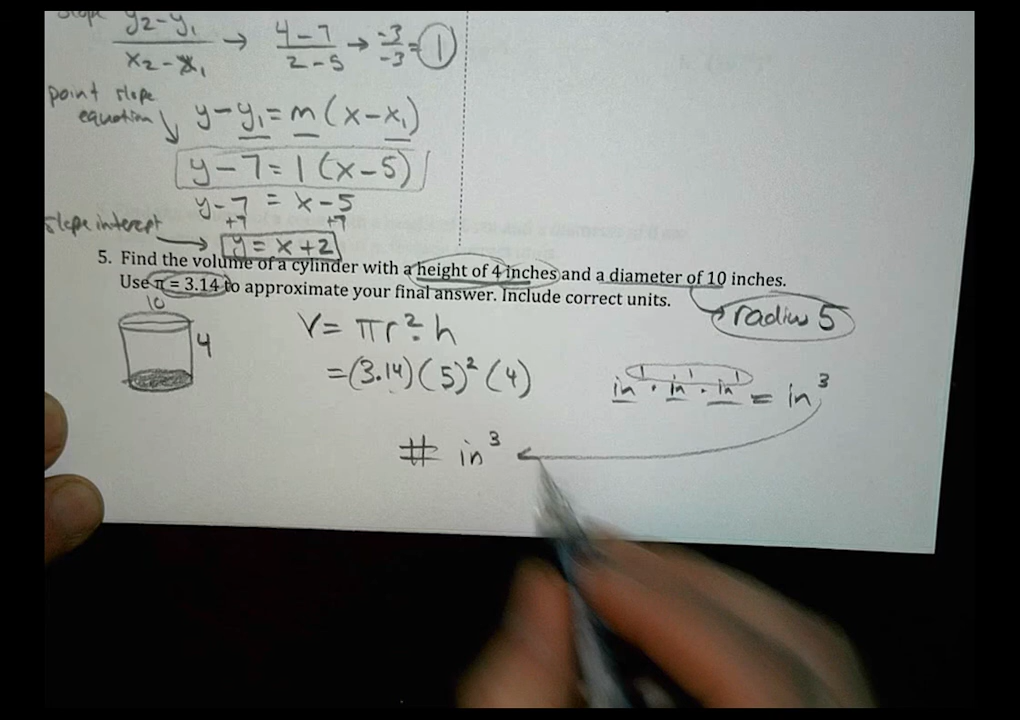 slope y2-y1 / x2-x1 → 4-7 / 2-5 → -3/-3 = 1
point slope
equation y-y1=m(x-x1)
y-7=1(x-5)
y-7 = x-5
+7 +7
slope intercept → y=x+2
5. Find the volume of a cylinder with a height of 4 inches and a diameter of 10 inches.
Use π = 3.14 to approximate your final answer. Include correct units.
radius 5
10
4
V= πr²·h
=(3.14)(5)²(4)
1 1 1
in · in · in = in³
# in³